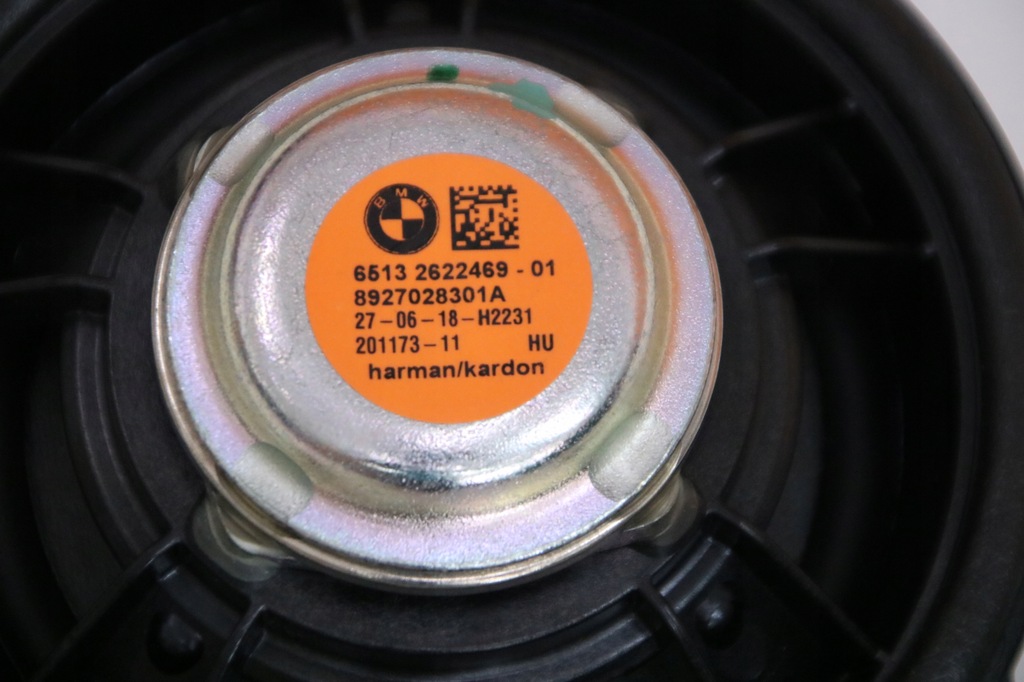 BMW
6513 2622469 - 01
8927028301A
27-06-18-H2231
201173-11 HU
harman/kardon